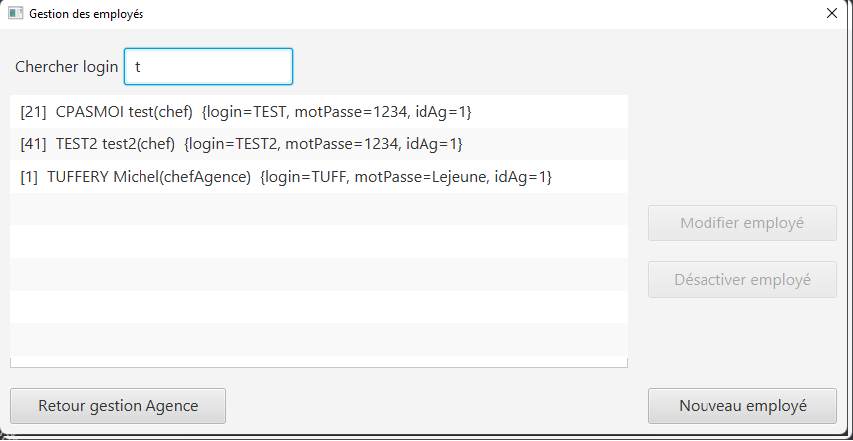 Gestion des employés
Chercher login t
[21] CPASMOI test(chef) {login=TEST, motPasse=1234, idAg=1}
[41] TEST2 test2(chef) {login=TEST2, motPasse=1234, idAg=1}
[1] TUFFERY Michel(chefAgence) {login=TUFF, motPasse=Lejeune, idAg=1}
Modifier employé
Désactiver employé
Retour gestion Agence
Nouveau employé